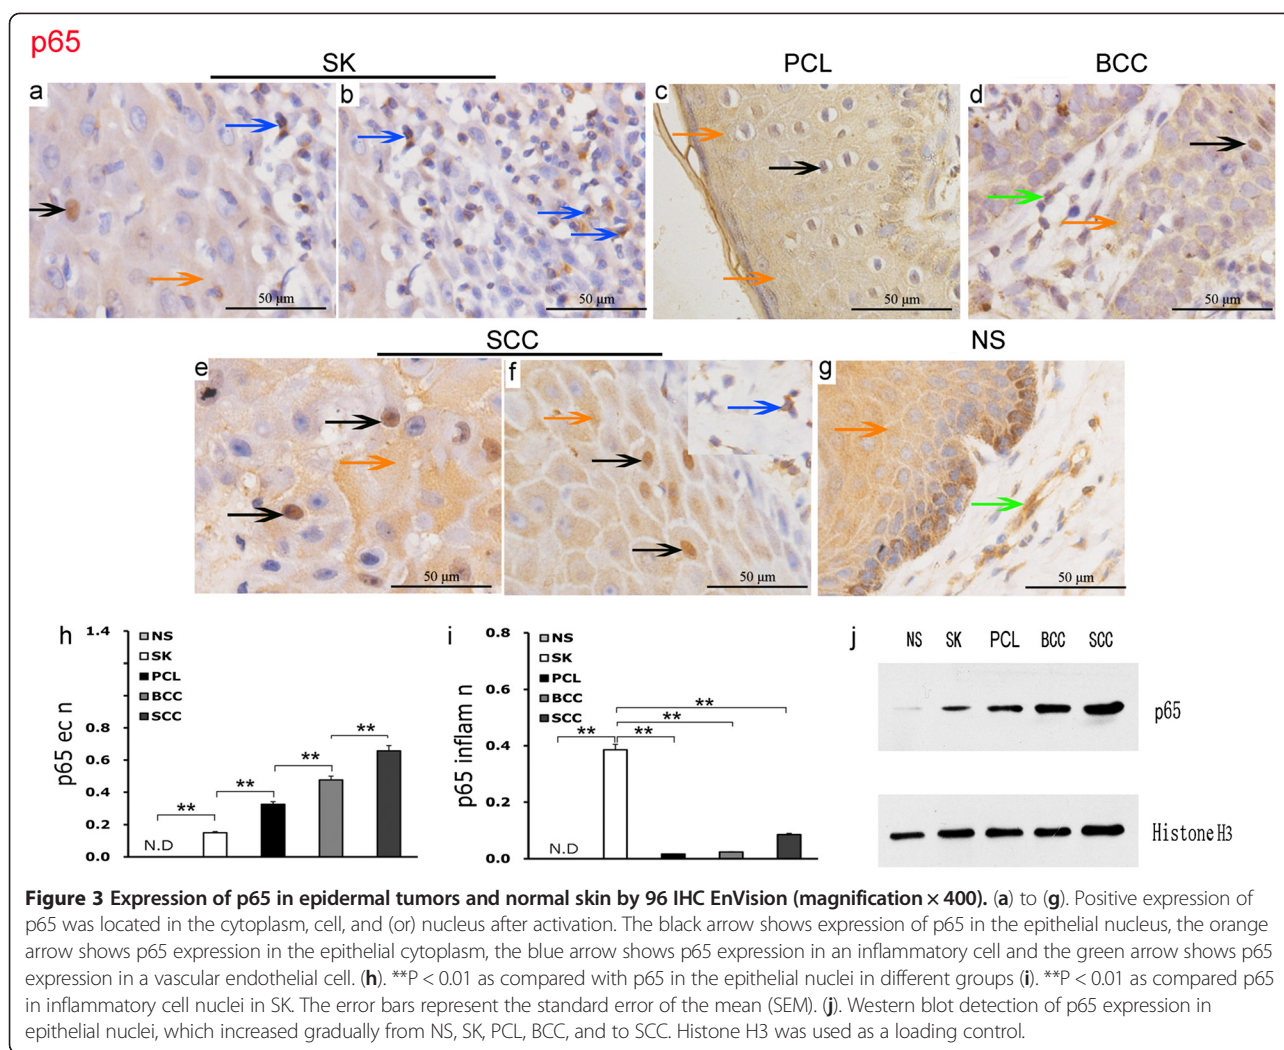 p65
SK PCL BCC
a b c d
50 µm 50 µm 50 µm 50 µm
SCC NS
e f g
50 µm 50 µm 50 µm
h
1.4
0.8
0.6
0.4
0.2
0.0
p65 ec n
NS
SK
PCL
BCC
SCC
** ** ** **
N.D
i
0.8
0.6
0.4
0.2
0.0
p65 inflam n
NS
SK
PCL
BCC
SCC
**
**
** **
N.D
j
NS SK PCL BCC SCC
p65
Histone H3
Figure 3 Expression of p65 in epidermal tumors and normal skin by 96 IHC EnVision (magnification × 400). (a) to (g). Positive expression of
p65 was located in the cytoplasm, cell, and (or) nucleus after activation. The black arrow shows expression of p65 in the epithelial nucleus, the orange
arrow shows p65 expression in the epithelial cytoplasm, the blue arrow shows p65 expression in an inflammatory cell and the green arrow shows p65
expression in a vascular endothelial cell. (h). **P < 0.01 as compared with p65 in the epithelial nuclei in different groups (i). **P < 0.01 as compared p65
in inflammatory cell nuclei in SK. The error bars represent the standard error of the mean (SEM). (j). Western blot detection of p65 expression in
epithelial nuclei, which increased gradually from NS, SK, PCL, BCC, and to SCC. Histone H3 was used as a loading control.